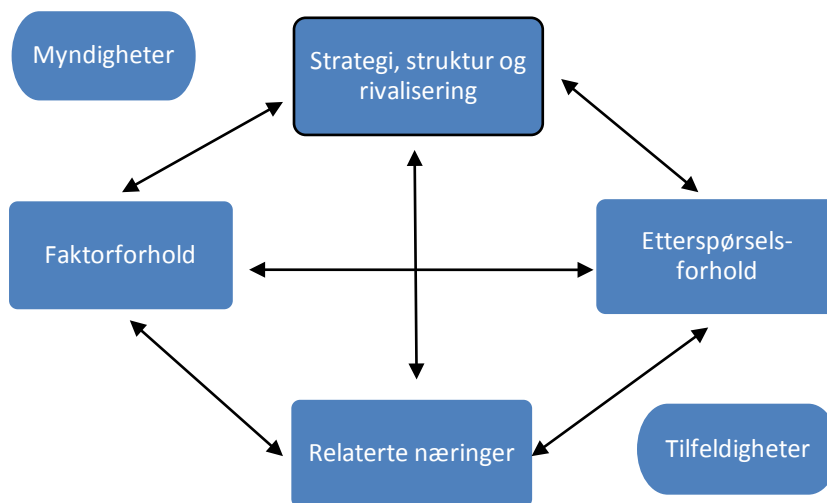 Myndigheter
Strategi, struktur og
rivalisering
Faktorforhold
Etterspørsels-
forhold
Relaterte næringer
Tilfeldigheter